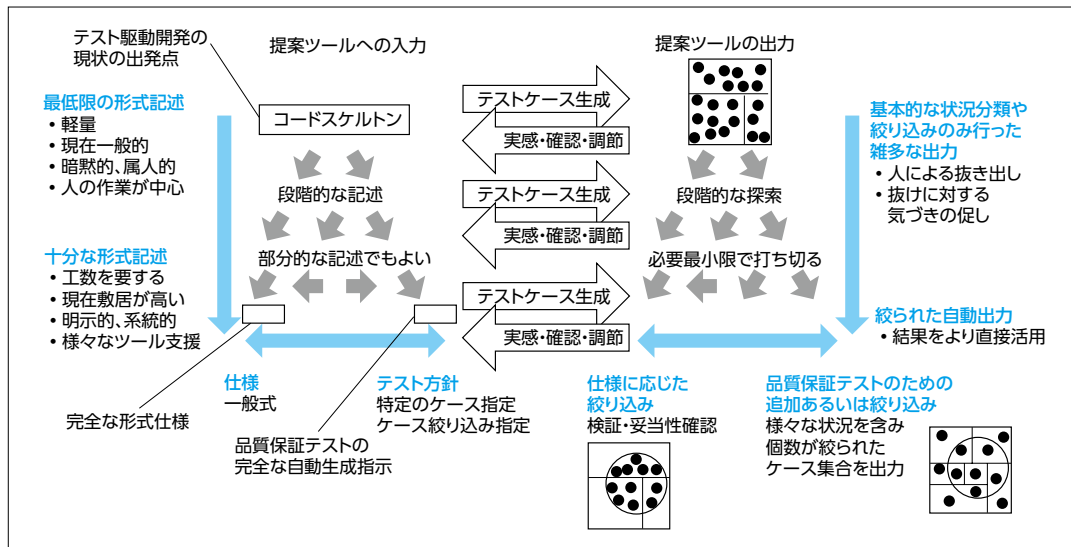 テスト駆動開発の
現状の出発点
提案ツールへの入力
提案ツールの出力
最低限の形式記述
• 軽量
• 現在一般的
• 暗黙的、属人的
• 人の作業が中心
コードスケルトン
テストケース生成
実感・確認・調節
基本的な状況分類や
絞り込みのみ行った
雑多な出力
• 人による抜き出し
• 抜けに対する
気づきの促し
段階的な記述
テストケース生成
実感・確認・調節
段階的な探索
十分な形式記述
• 工数を要する
• 現在敷居が高い
• 明示的、系統的
• 様々なツール支援
部分的な記述でもよい
必要最小限で打ち切る
テストケース生成
実感・確認・調節
絞られた自動出力
• 結果をより直接活用
仕様
一般式
テスト方針
特定のケース指定
ケース絞り込み指定
仕様に応じた
絞り込み
検証・妥当性確認
品質保証テストのための
追加あるいは絞り込み
様々な状況を含み
個数が絞られた
ケース集合を出力
完全な形式仕様
品質保証テストの
完全な自動生成指示